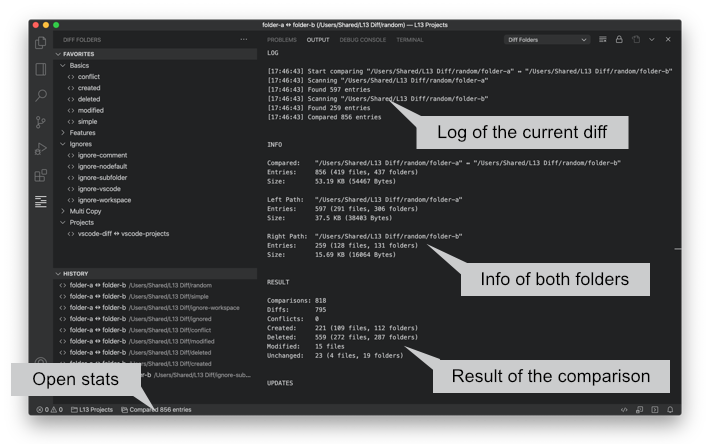 folder-a ↔ folder-b (/Users/Shared/L13 Diff/random) — L13 Projects
DIFF FOLDERS
FAVORITES
Basics
conflict
created
deleted
modified
simple
Features
Ignores
ignore-comment
ignore-nodefault
ignore-subfolder
ignore-vscode
ignore-workspace
Multi Copy
Projects
vscode-diff ↔ vscode-projects
HISTORY
folder-a ↔ folder-b /Users/Shared/L13 Diff/random
folder-a ↔ folder-b /Users/Shared/L13 Diff/simple
folder-a ↔ folder-b /Users/Shared/L13 Diff/ignore-workspace
folder-a ↔ folder-b /Users/Shared/L13 Diff/ignored
folder-a ↔ folder-b /Users/Shared/L13 Diff/conflict
folder-a ↔ folder-b /Users/Shared/L13 Diff/modified
folder-a ↔ folder-b /Users/Shared/L13 Diff/deleted
folder-a ↔ folder-b /Users/Shared/L13 Diff/created
-b /Users/Shared/L13 Diff/ignore-sub...
Open stats
PROBLEMS OUTPUT DEBUG CONSOLE TERMINAL Diff Folders
LOG
[17:46:43] Start comparing "/Users/Shared/L13 Diff/random/folder-a" ↔ "/Users/Shared/L13 Diff/random/folder-b"
[17:46:43] Scanning "/Users/Shared/L13 Diff/random/folder-a"
[17:46:43] Found 597 entries
[17:46:43] Scanning "/Users/Shared/L13 Diff/random/folder-b"
[17:46:43] Found 259 entries
[17:46:43] Compared 856 entries
Log of the current diff
INFO
Compared: "/Users/Shared/L13 Diff/random/folder-a" ↔ "/Users/Shared/L13 Diff/random/folder-b"
Entries: 856 (419 files, 437 folders)
Size: 53.19 KB (54467 Bytes)
Left Path: "/Users/Shared/L13 Diff/random/folder-a"
Entries: 597 (291 files, 306 folders)
Size: 37.5 KB (38403 Bytes)
Right Path: "/Users/Shared/L13 Diff/random/folder-b"
Entries: 259 (128 files, 131 folders)
Size: 15.69 KB (16064 Bytes)
Info of both folders
RESULT
Comparisons: 818
Diffs: 795
Conflicts: 0
Created: 221 (109 files, 112 folders)
Deleted: 559 (272 files, 287 folders)
Modified: 15 files
Unchanged: 23 (4 files, 19 folders)
Result of the comparison
UPDATES
0 0 L13 Projects Compared 856 entries